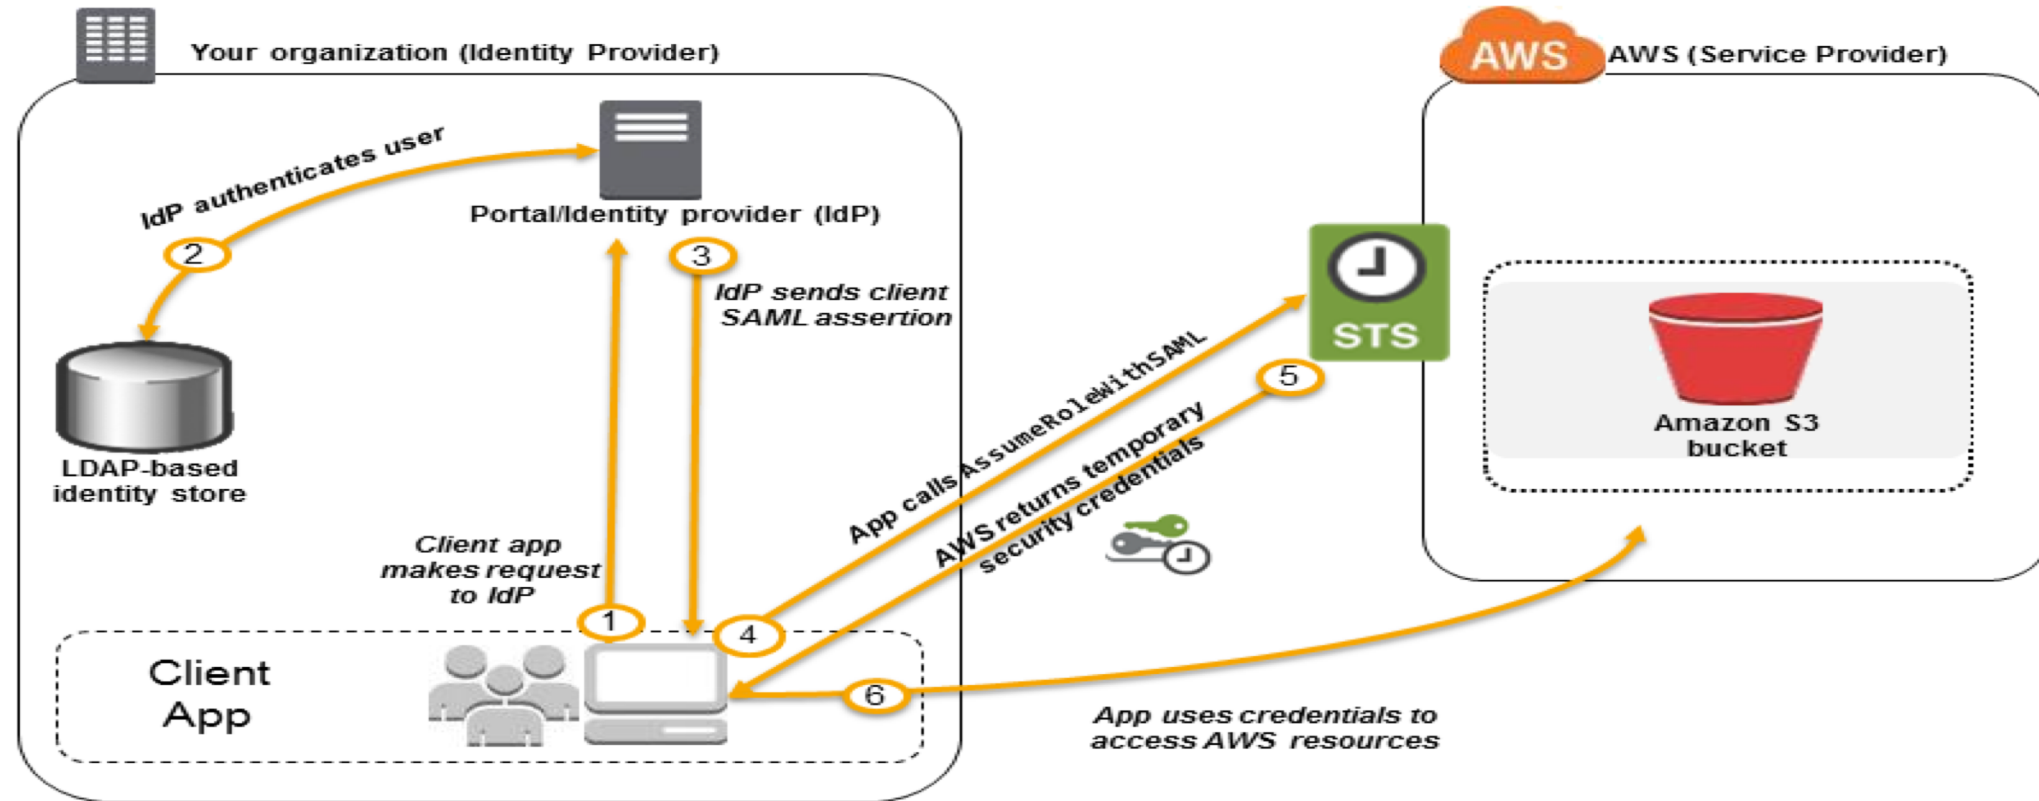 Your organization (Identity Provider)
AWS
AWS (Service Provider)
IdP authenticates user
Portal/Identity provider (IdP)
2
3
IdP sends client
SAML assertion
STS
5
LDAP-based
identity store
App calls AssumeRoleWithSAML
AWS returns temporary
security credentials
Amazon S3
bucket
Client app
makes request
to IdP
1
4
Client
App
6
App uses credentials to
access AWS resources